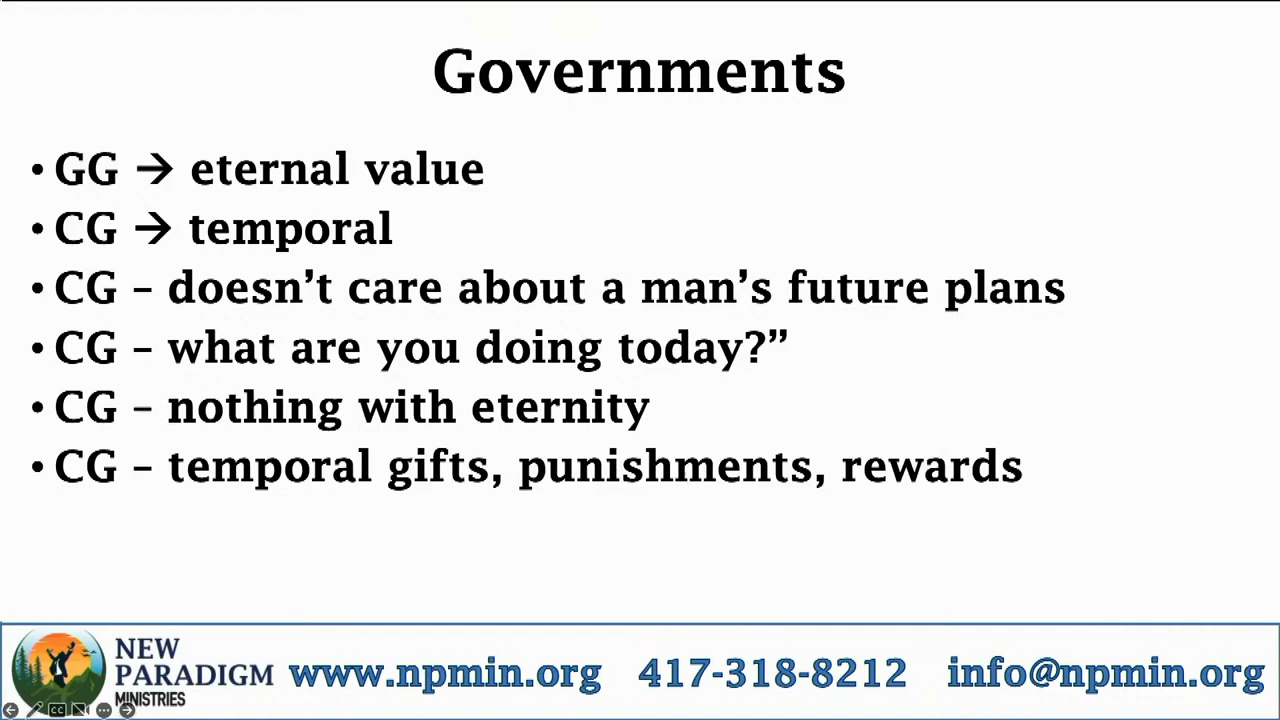 Governments
• GG → eternal value
• CG → temporal
• CG – doesn’t care about a man’s future plans
• CG – what are you doing today?”
• CG – nothing with eternity
• CG – temporal gifts, punishments, rewards
NEW
PARADIGM
MINISTRIES
www.npmin.org 417-318-8212 info@npmin.org
CC